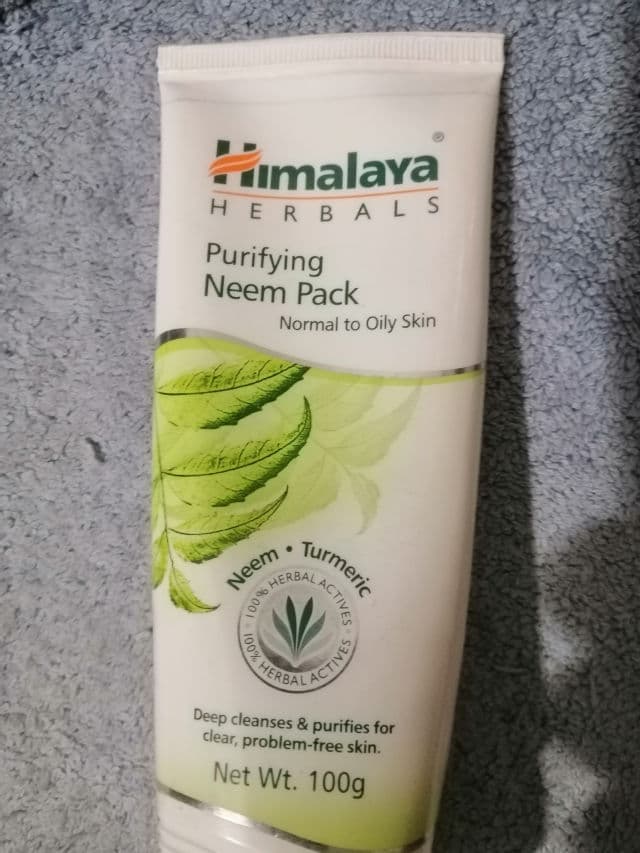 Himalaya®
HERBALS
Purifying
Neem Pack
Normal to Oily Skin
Neem • Turmeric
100% HERBAL ACTIVES • 100% HERBAL ACTIVES •
Deep cleanses & purifies for
clear, problem-free skin.
Net Wt. 100g